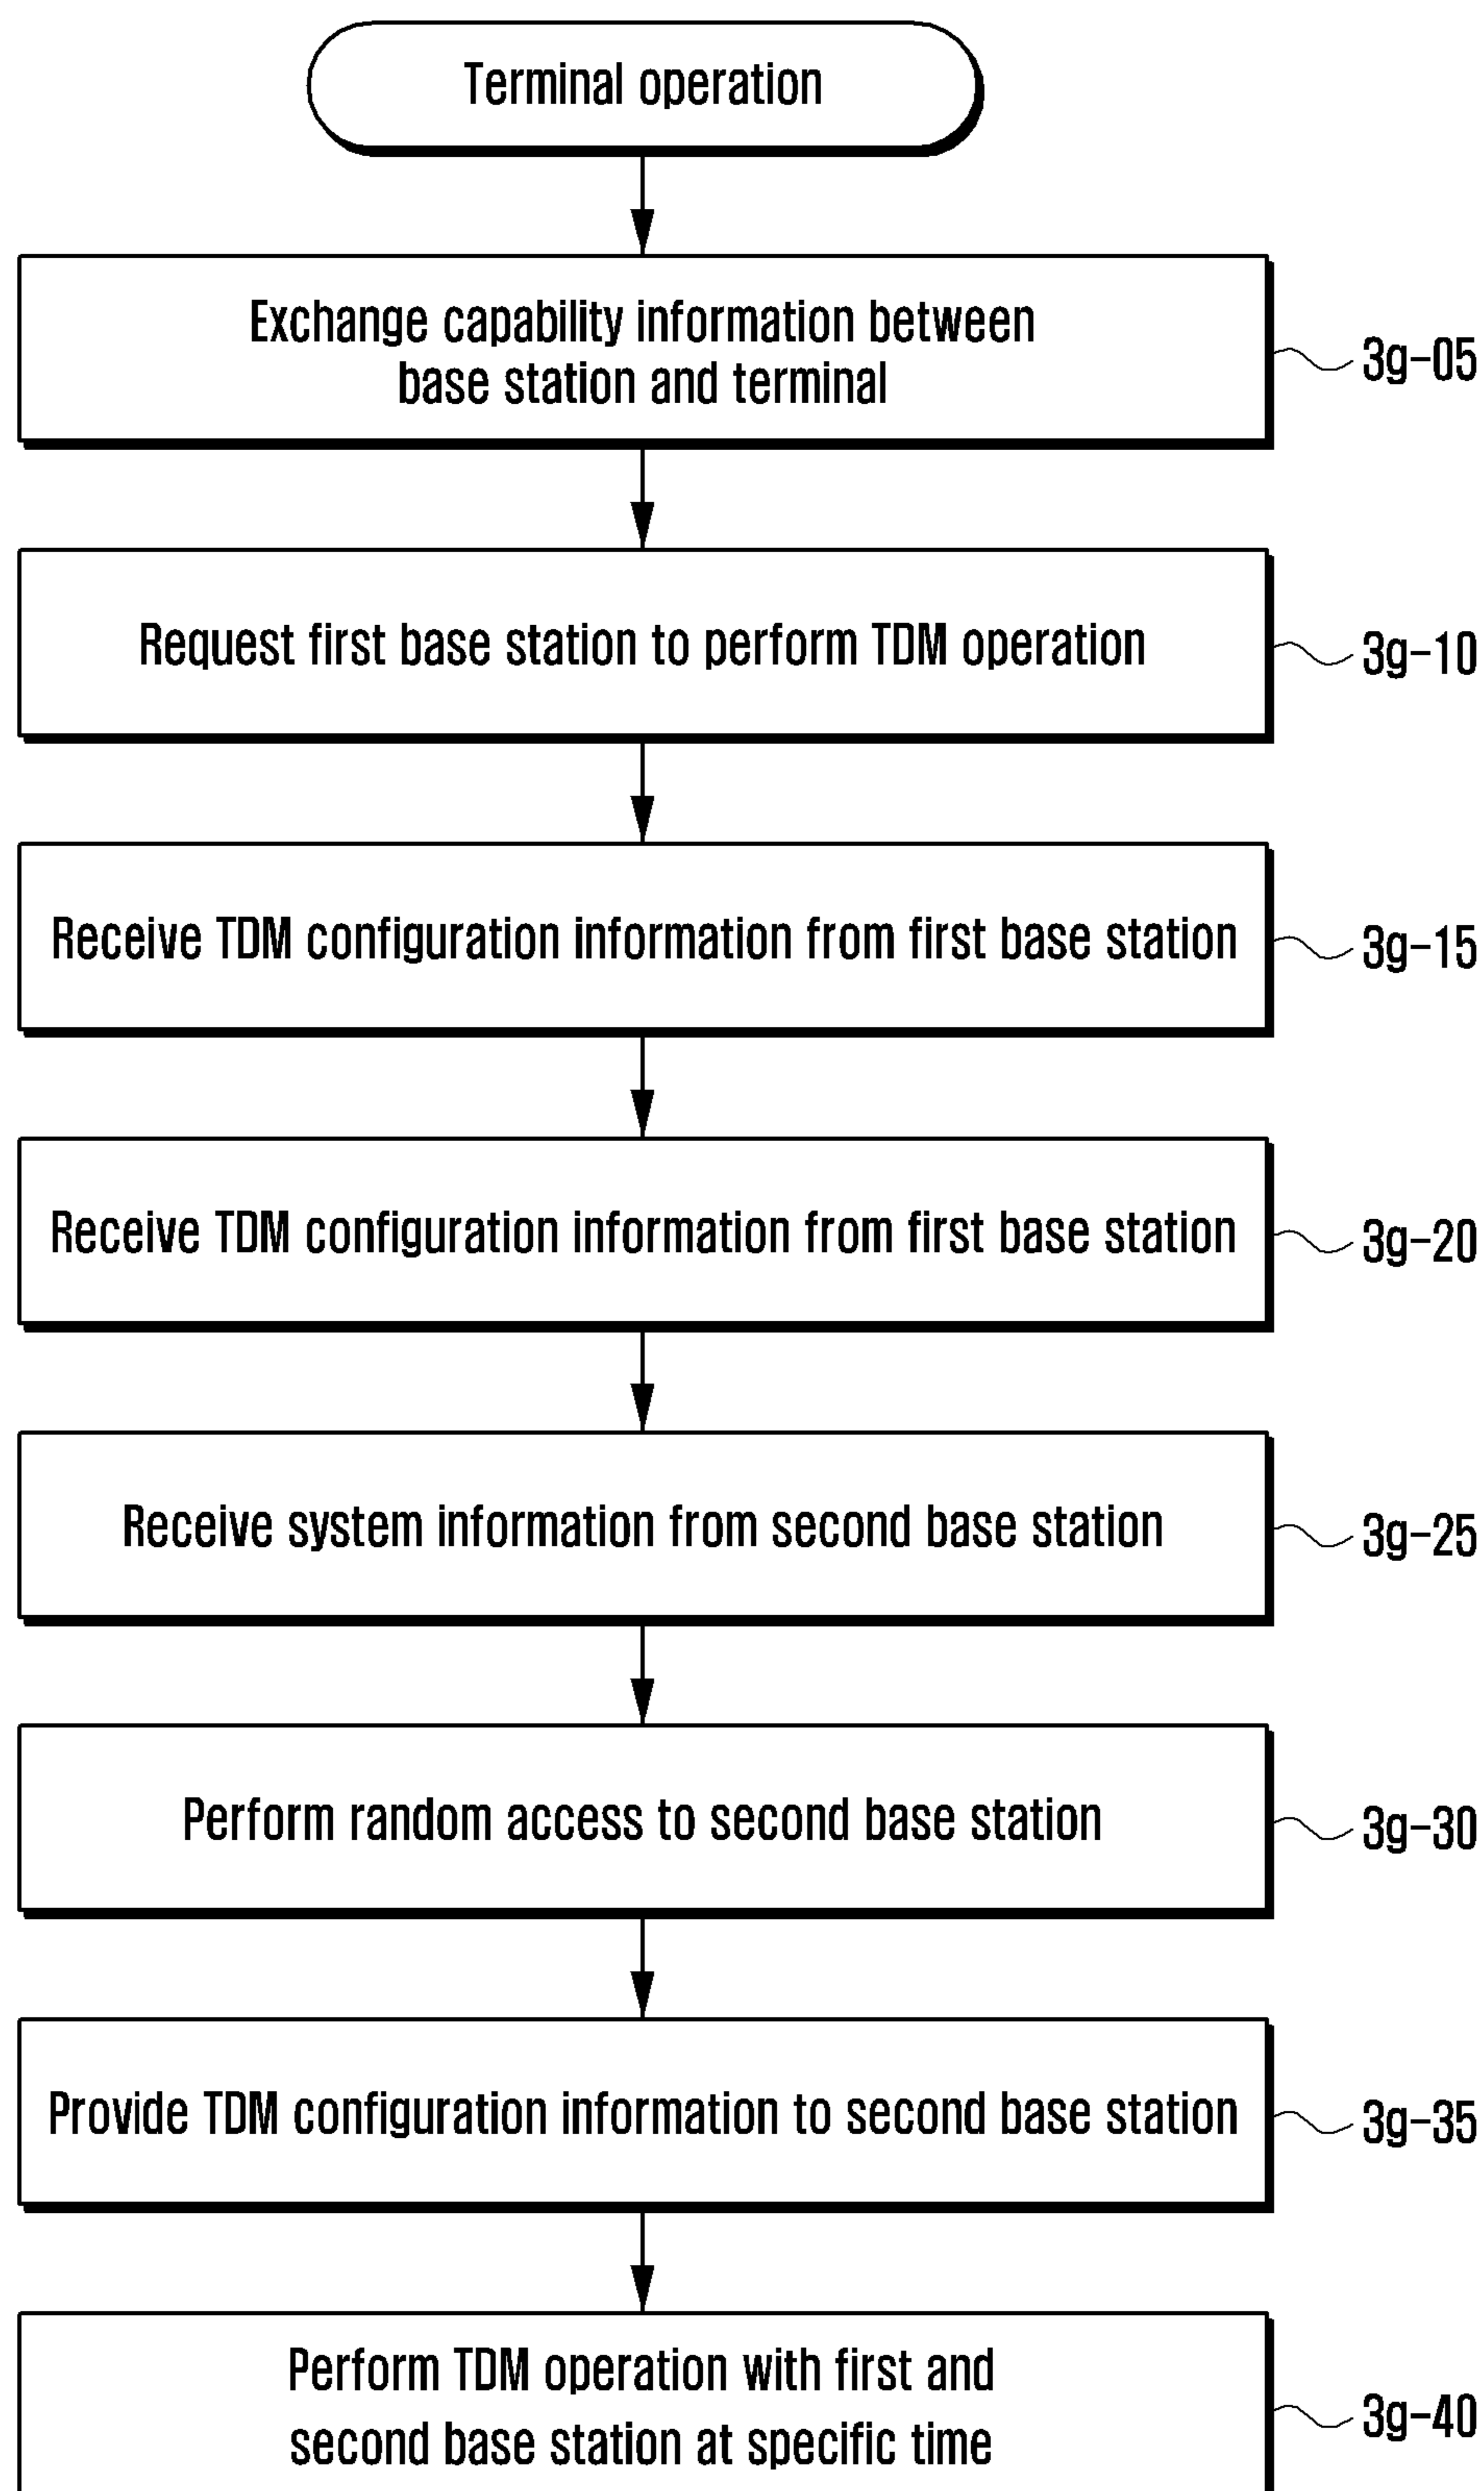 Terminal operation
Exchange capability information between
base station and terminal
3g-05
Request first base station to perform TDM operation
3g-10
Receive TDM configuration information from first base station
3g-15
Receive TDM configuration information from first base station
3g-20
Receive system information from second base station
3g-25
Perform random access to second base station
3g-30
Provide TDM configuration information to second base station
3g-35
Perform TDM operation with first and
second base station at specific time
3g-40